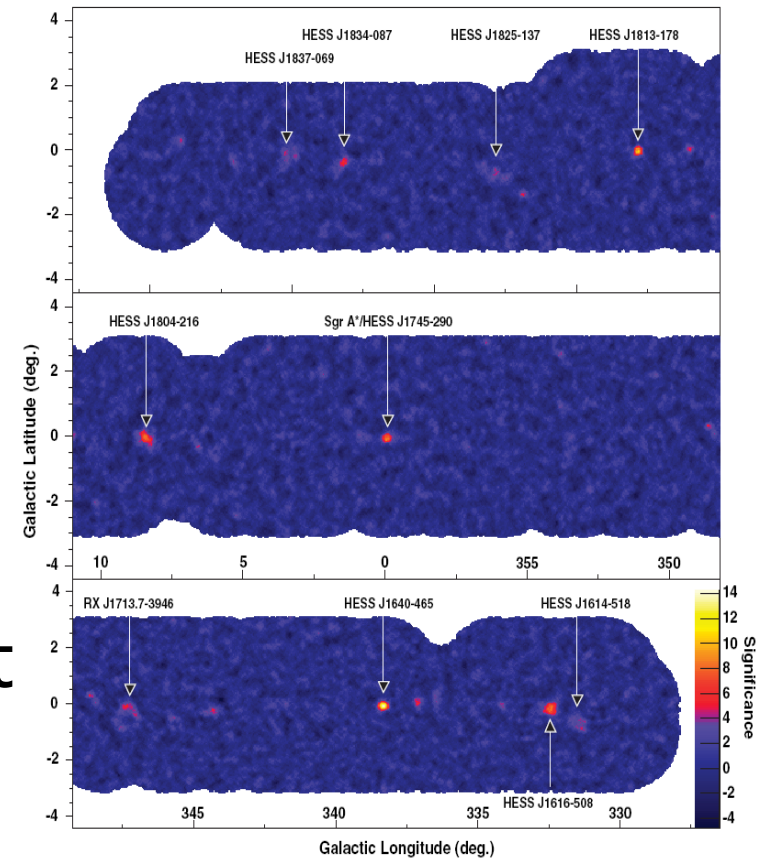 4
HESS J1834-087 HESS J1825-137 HESS J1813-178
HESS J1837-069
2
0
-2
-4
4
HESS J1804-216 Sgr A*/HESS J1745-290
2
0
-2
-4
10 5 0 355 350
Galactic Latitude (deg.)
4
RX J1713.7-3946 HESS J1640-465 HESS J1614-518
2
0
-2
-4
HESS J1616-508
345 340 335 330
14
12
10
8
6
4
2
0
-2
-4
Significance
Galactic Longitude (deg.)